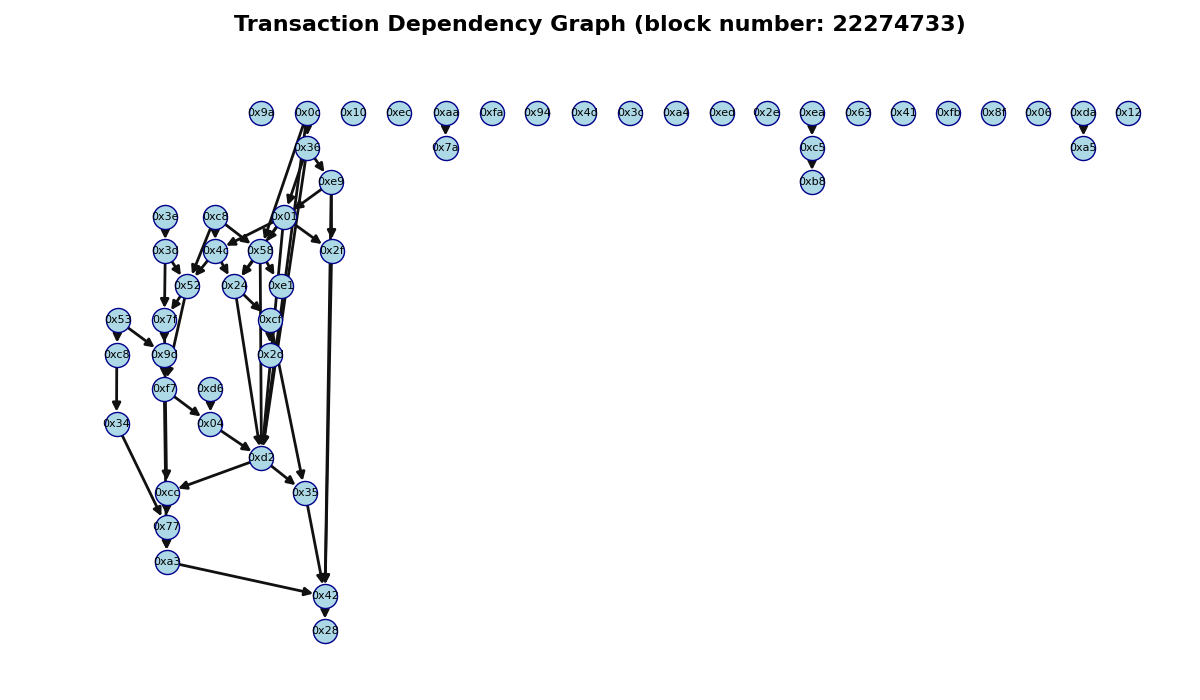 Transaction Dependency Graph (block number: 22274733)
0x9a 0x0c 0x10 0xec 0xaa 0xfa 0x94 0x4c 0x3c 0xa4 0xed 0x2e 0xea 0x63 0x41 0xfb 0x8f 0x06 0xda 0x12
0x36 0x7a 0xc5 0xa5
0xe9 0xb8
0x3e 0xc8 0x01
0x3d 0x4c 0x58 0x2f
0x52 0x24 0xe1
0x53 0x7f 0xcf
0xc8 0x9d 0x2d
0xf7 0xd6
0x34 0x04
0xd2
0xcc 0x35
0x77
0xa3
0x42
0x28